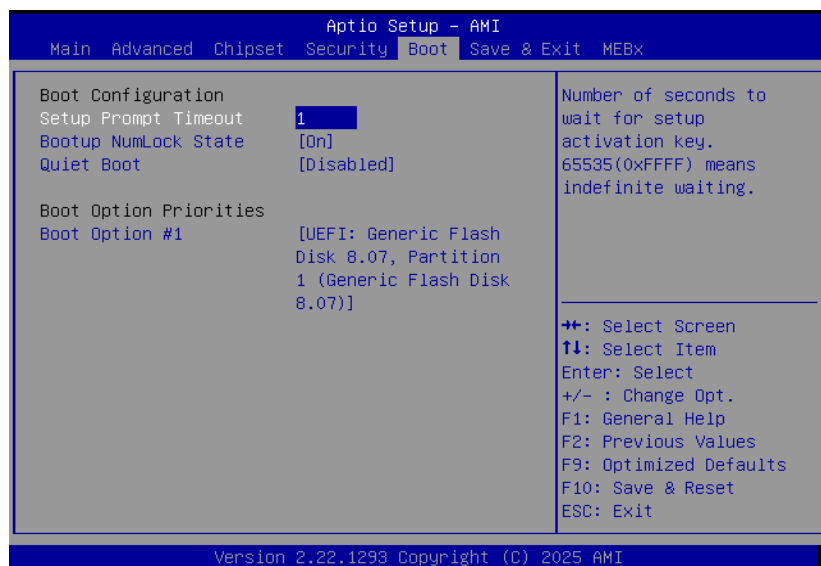 Aptio Setup – AMI
Main Advanced Chipset Security Boot Save & Exit MEBx
Boot Configuration
Setup Prompt Timeout 1
Bootup NumLock State [On]
Quiet Boot [Disabled]
Boot Option Priorities
Boot Option #1 [UEFI: Generic Flash
Disk 8.07, Partition
1 (Generic Flash Disk
8.07)]
Number of seconds to
wait for setup
activation key.
65535(0xFFFF) means
indefinite waiting.
→←: Select Screen
↑↓: Select Item
Enter: Select
+/– : Change Opt.
F1: General Help
F2: Previous Values
F9: Optimized Defaults
F10: Save & Reset
ESC: Exit
Version 2.22.1293 Copyright (C) 2025 AMI